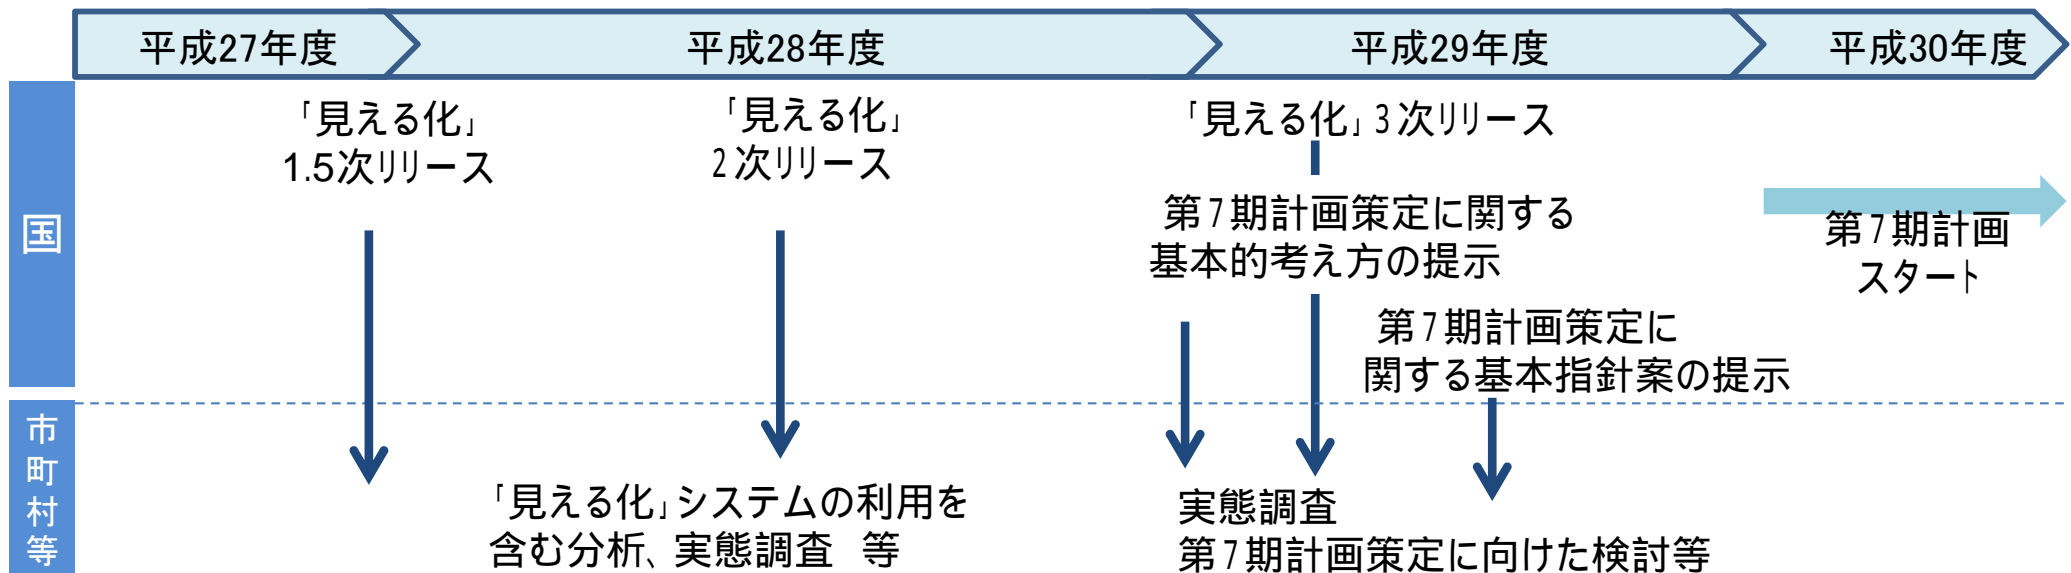 平成27年度
平成28年度
平成29年度
平成30年度
国
「見える化」
1.5次リリース
「見える化」
2次リリース
「見える化」3次リリース
第7期計画策定に関する
基本的考え方の提示
第7期計画策定に
関する基本指針案の提示
第7期計画
スタート
市町村等
「見える化」システムの利用を
含む分析、実態調査 等
実態調査
第7期計画策定に向けた検討等